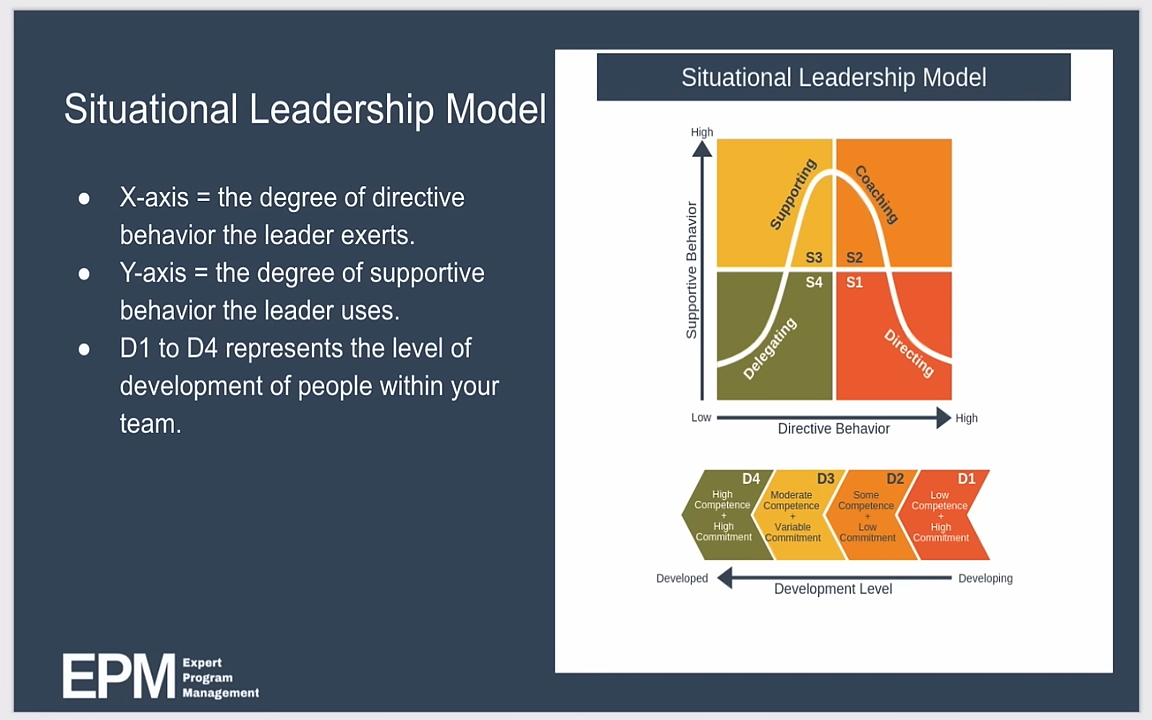 Situational Leadership Model
● X-axis = the degree of directive
behavior the leader exerts.
● Y-axis = the degree of supportive
behavior the leader uses.
● D1 to D4 represents the level of
development of people within your
team.
EPM
Expert
Program
Management
Situational Leadership Model
High
Supportive Behavior
Supporting
Coaching
S3
S2
S4
S1
Delegating
Directing
Low
High
Directive Behavior
D4
High
Competence
+
High
Commitment
D3
Moderate
Competence
+
Variable
Commitment
D2
Some
Competence
+
Low
Commitment
D1
Low
Competence
+
High
Commitment
Developed
Developing
Development Level